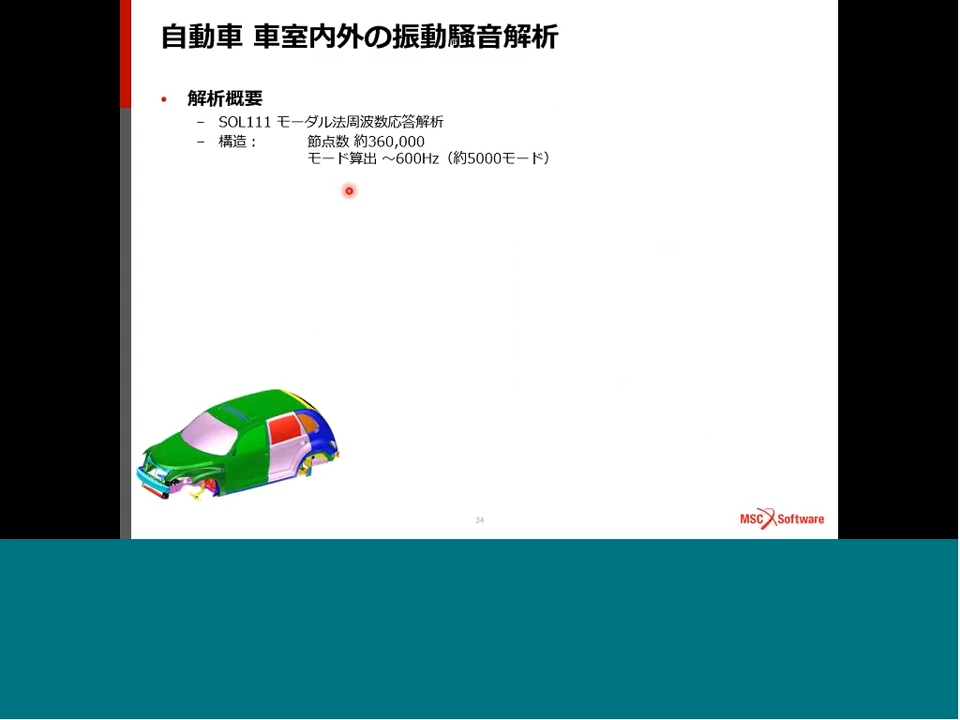 自動車 車室内外の振動騒音解析
• 解析概要
– SOL111 モーダル法周波数応答解析
– 構造： 節点数 約360,000
モード算出 ～600Hz（約5000モード）
34
MSC Software